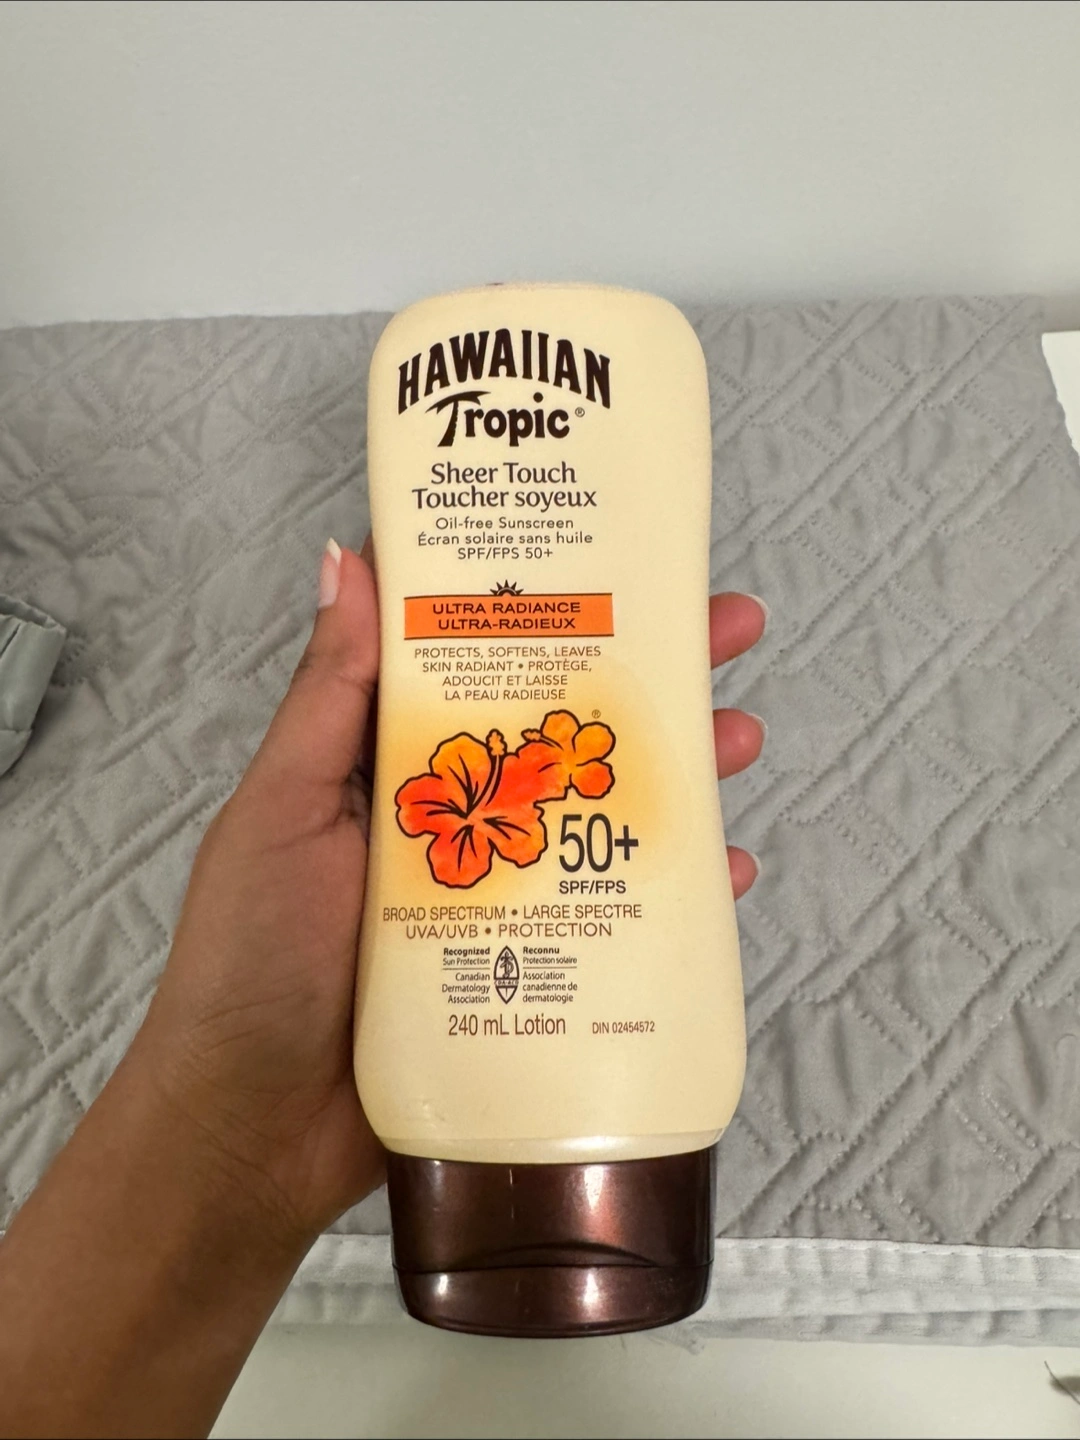 HAWAIIAN
Tropic®
Sheer Touch
Toucher soyeux
Oil-free Sunscreen
Écran solaire sans huile
SPF/FPS 50+
ULTRA RADIANCE
ULTRA-RADIEUX
PROTECTS, SOFTENS, LEAVES
SKIN RADIANT • PROTÈGE,
ADOUCIT ET LAISSE
LA PEAU RADIEUSE
®
50+
SPF/FPS
BROAD SPECTRUM • LARGE SPECTRE
UVA/UVB • PROTECTION
Recognized
Sun Protection
Canadian
Dermatology
Association
Reconnu
Protection solaire
Association
canadienne de
dermatologie
240 mL Lotion DIN 02454572